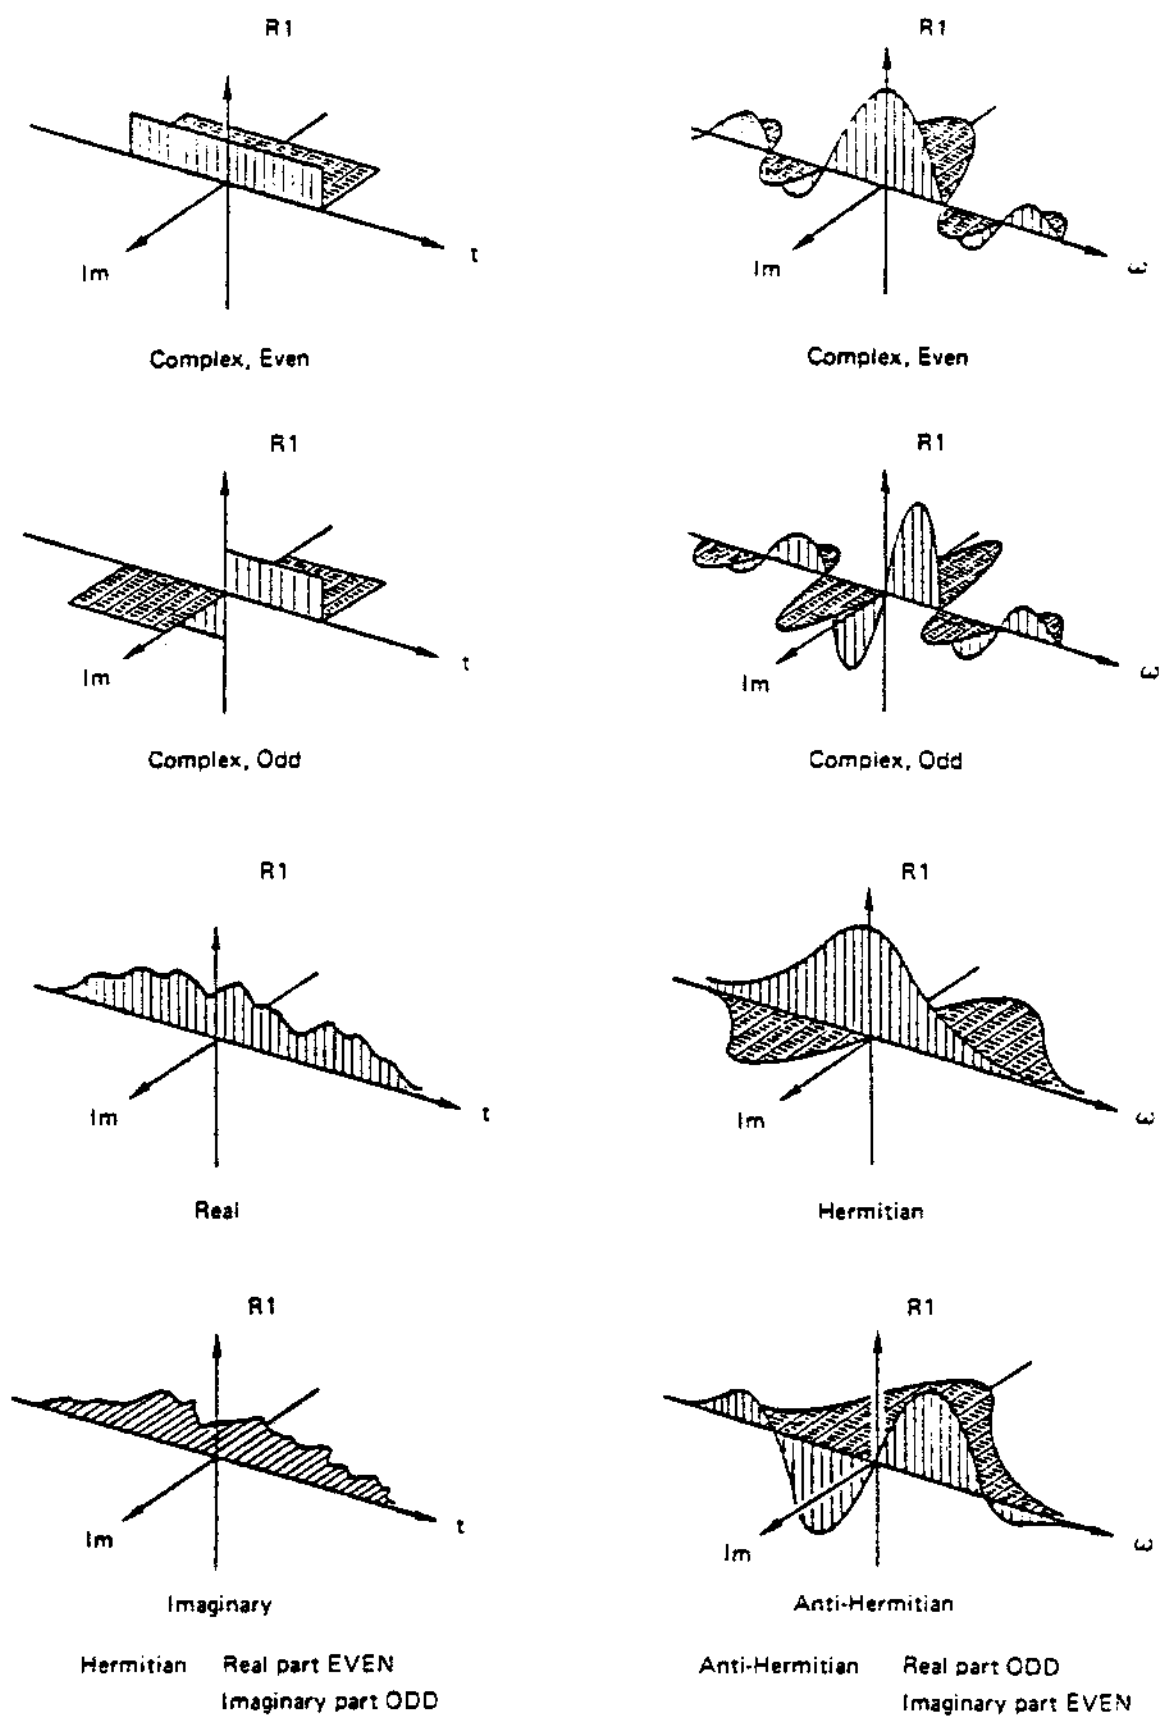 R1 R1
Im t Im ω
Complex, Even Complex, Even
R1 R1
Im t Im ω
Complex, Odd Complex, Odd
R1 R1
Im t Im ω
Real Hermitian
R1 R1
Im t Im ω
Imaginary Anti-Hermitian
Hermitian Real part EVEN Anti-Hermitian Real part ODD
Imaginary part ODD Imaginary part EVEN